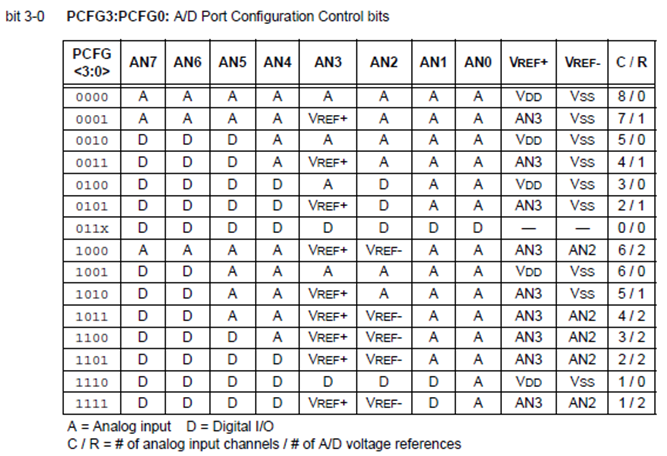 bit 3-0 PCFG3:PCFG0: A/D Port Configuration Control bits
PCFG <3:0> AN7 AN6 AN5 AN4 AN3 AN2 AN1 AN0 VREF+ VREF- C / R
0000 A A A A A A A A VDD VSS 8 / 0
0001 A A A A VREF+ A A A AN3 VSS 7 / 1
0010 D D D A A A A A VDD VSS 5 / 0
0011 D D D A VREF+ A A A AN3 VSS 4 / 1
0100 D D D D A D A A VDD VSS 3 / 0
0101 D D D D VREF+ D A A AN3 VSS 2 / 1
011x D D D D D D D D — — 0 / 0
1000 A A A A VREF+ VREF- A A AN3 AN2 6 / 2
1001 D D A A A A A A VDD VSS 6 / 0
1010 D D A A VREF+ A A A AN3 VSS 5 / 1
1011 D D A A VREF+ VREF- A A AN3 AN2 4 / 2
1100 D D D A VREF+ VREF- A A AN3 AN2 3 / 2
1101 D D D D VREF+ VREF- A A AN3 AN2 2 / 2
1110 D D D D D D D A VDD VSS 1 / 0
1111 D D D D VREF+ VREF- D A AN3 AN2 1 / 2
A = Analog input D = Digital I/O
C / R = # of analog input channels / # of A/D voltage references